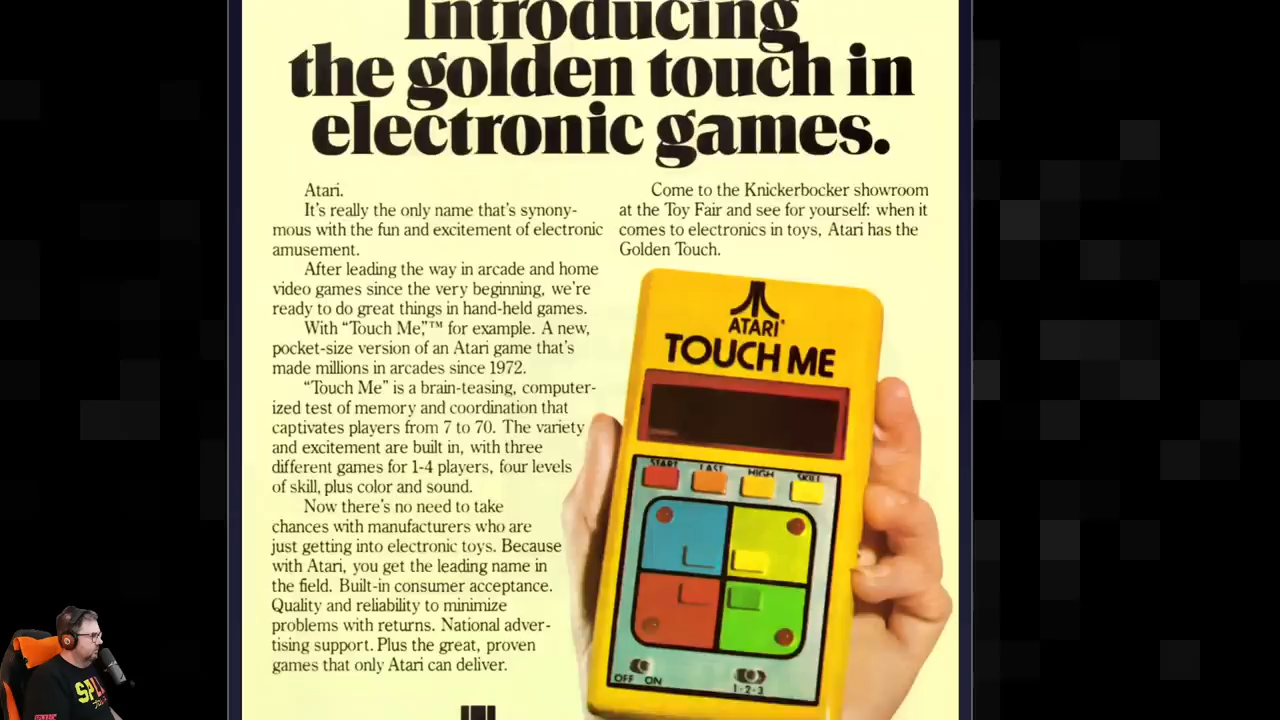 Introducing
the golden touch in
electronic games.
Atari.
It's really the only name that's synony-
mous with the fun and excitement of electronic
amusement.
After leading the way in arcade and home
video games since the very beginning, we're
ready to do great things in hand-held games.
With “Touch Me,”™ for example. A new,
pocket-size version of an Atari game that's
made millions in arcades since 1972.
“Touch Me” is a brain-teasing, computer-
ized test of memory and coordination that
captivates players from 7 to 70. The variety
and excitement are built in, with three
different games for 1-4 players, four levels
of skill, plus color and sound.
Now there's no need to take
chances with manufacturers who are
just getting into electronic toys. Because
with Atari, you get the leading name in
the field. Built-in consumer acceptance.
Quality and reliability to minimize
problems with returns. National adver-
tising support. Plus the great, proven
games that only Atari can deliver.
Come to the Knickerbocker showroom
at the Toy Fair and see for yourself: when it
comes to electronics in toys, Atari has the
Golden Touch.
ATARI®
TOUCH ME
START LAST HIGH SKILL
OFF ON 1-2-3